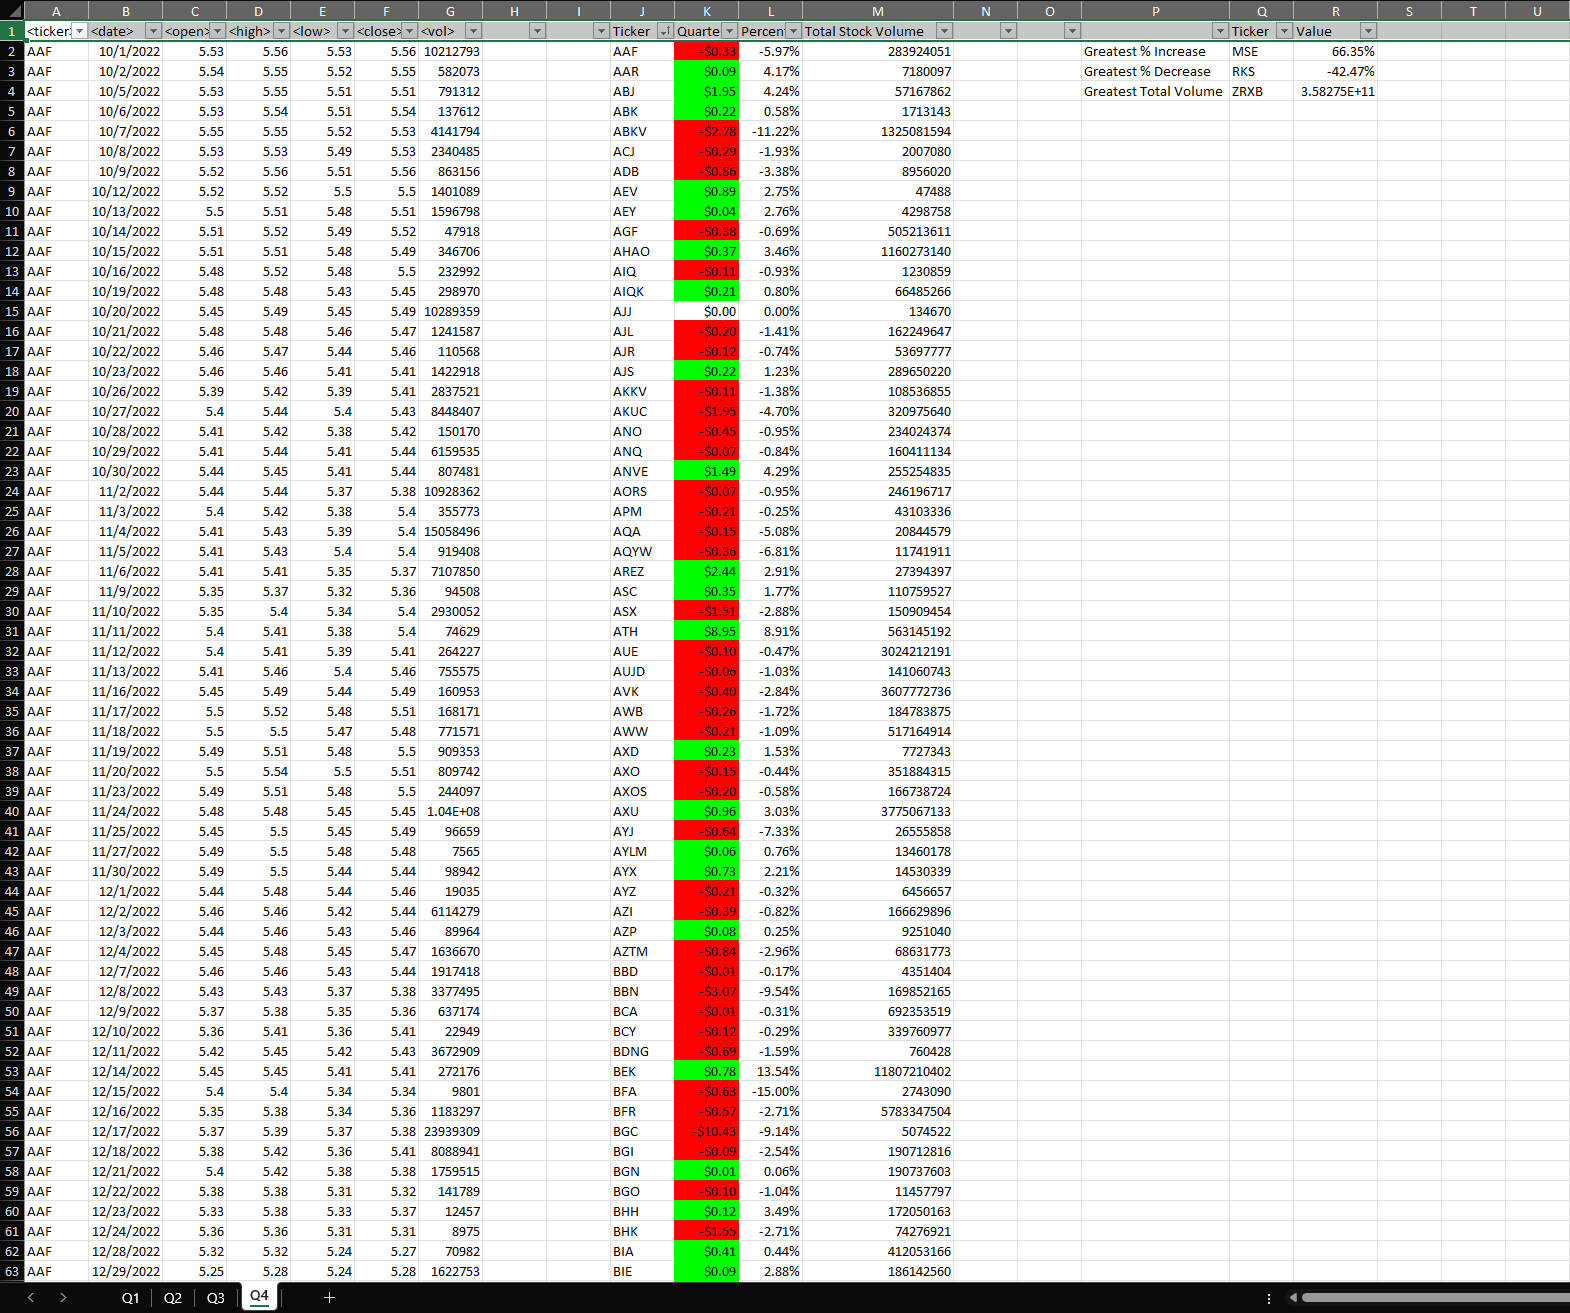 A B C D E F G H I J K L M N O P Q R S T U
1 <ticker> <date> <open> <high> <low> <close> <vol> Ticker Quarte Percen Total Stock Volume Ticker Value
2 AAF 10/1/2022 5.53 5.56 5.53 5.56 10212793 AAF -$0.33 -5.97% 283924051 Greatest % Increase MSE 66.35%
3 AAF 10/2/2022 5.54 5.55 5.52 5.55 582073 AAR $0.09 4.17% 7180097 Greatest % Decrease RKS -42.47%
4 AAF 10/5/2022 5.53 5.55 5.51 5.51 791312 ABJ $1.95 4.24% 57167862 Greatest Total Volume ZRXB 3.58275E+11
5 AAF 10/6/2022 5.53 5.54 5.51 5.54 137612 ABK $0.22 0.58% 1713143
6 AAF 10/7/2022 5.55 5.55 5.52 5.53 4141794 ABKV -$2.78 -11.22% 1325081594
7 AAF 10/8/2022 5.53 5.53 5.49 5.53 2340485 ACJ -$0.29 -1.93% 2007080
8 AAF 10/9/2022 5.52 5.56 5.51 5.56 863156 ADB -$0.86 -3.38% 8956020
9 AAF 10/12/2022 5.52 5.52 5.5 5.5 1401089 AEV $0.89 2.75% 47488
10 AAF 10/13/2022 5.5 5.51 5.48 5.51 1596798 AEY $0.04 2.76% 4298758
11 AAF 10/14/2022 5.51 5.52 5.49 5.52 47918 AGF -$0.38 -0.69% 505213611
12 AAF 10/15/2022 5.51 5.51 5.48 5.49 346706 AHAO $0.37 3.46% 1160273140
13 AAF 10/16/2022 5.48 5.52 5.48 5.5 232992 AIQ -$0.11 -0.93% 1230859
14 AAF 10/19/2022 5.48 5.48 5.43 5.45 298970 AIQK $0.21 0.80% 66485266
15 AAF 10/20/2022 5.45 5.49 5.45 5.49 10289359 AJJ $0.00 0.00% 134670
16 AAF 10/21/2022 5.48 5.48 5.46 5.47 1241587 AJL -$0.20 -1.41% 162249647
17 AAF 10/22/2022 5.46 5.47 5.44 5.46 110568 AJR -$0.12 -0.74% 53697777
18 AAF 10/23/2022 5.46 5.46 5.41 5.41 1422918 AJS $0.22 1.23% 289650220
19 AAF 10/26/2022 5.39 5.42 5.39 5.41 2837521 AKKV -$0.11 -1.38% 108536855
20 AAF 10/27/2022 5.4 5.44 5.4 5.43 8448407 AKUC -$1.95 -4.70% 320975640
21 AAF 10/28/2022 5.41 5.42 5.38 5.42 150170 ANO -$0.45 -0.95% 234024374
22 AAF 10/29/2022 5.41 5.44 5.41 5.44 6159535 ANQ -$0.07 -0.84% 160411134
23 AAF 10/30/2022 5.44 5.45 5.41 5.44 807481 ANVE $1.49 4.29% 255254835
24 AAF 11/2/2022 5.44 5.44 5.37 5.38 10928362 AORS -$0.07 -0.95% 246196717
25 AAF 11/3/2022 5.4 5.42 5.38 5.4 355773 APM -$0.21 -0.25% 43103336
26 AAF 11/4/2022 5.41 5.43 5.39 5.4 15058496 AQA -$0.15 -5.08% 20844579
27 AAF 11/5/2022 5.41 5.43 5.4 5.4 919408 AQYW -$0.36 -6.81% 11741911
28 AAF 11/6/2022 5.41 5.41 5.35 5.37 7107850 AREZ $2.44 2.91% 27394397
29 AAF 11/9/2022 5.35 5.37 5.32 5.36 94508 ASC $0.35 1.77% 110759527
30 AAF 11/10/2022 5.35 5.4 5.34 5.4 2930052 ASX -$1.51 -2.88% 150909454
31 AAF 11/11/2022 5.4 5.41 5.38 5.4 74629 ATH $8.95 8.91% 563145192
32 AAF 11/12/2022 5.4 5.41 5.39 5.41 264227 AUE -$0.10 -0.47% 3024212191
33 AAF 11/13/2022 5.41 5.46 5.4 5.46 755575 AUJD -$0.06 -1.03% 141060743
34 AAF 11/16/2022 5.45 5.49 5.44 5.49 160953 AVK -$0.40 -2.84% 3607772736
35 AAF 11/17/2022 5.5 5.52 5.48 5.51 168171 AWB -$0.26 -1.72% 184783875
36 AAF 11/18/2022 5.5 5.5 5.47 5.48 771571 AWW -$0.21 -1.09% 517164914
37 AAF 11/19/2022 5.49 5.51 5.48 5.5 909353 AXD $0.23 1.53% 7727343
38 AAF 11/20/2022 5.5 5.54 5.5 5.51 809742 AXO -$0.15 -0.44% 351884315
39 AAF 11/23/2022 5.49 5.51 5.48 5.5 244097 AXOS -$0.20 -0.58% 166738724
40 AAF 11/24/2022 5.48 5.48 5.45 5.45 1.04E+08 AXU $0.96 3.03% 3775067133
41 AAF 11/25/2022 5.45 5.5 5.45 5.49 96659 AYJ -$0.64 -7.33% 26555858
42 AAF 11/27/2022 5.49 5.5 5.48 5.48 7565 AYLM $0.06 0.76% 13460178
43 AAF 11/30/2022 5.49 5.5 5.44 5.44 98942 AYX $0.73 2.21% 14530339
44 AAF 12/1/2022 5.44 5.48 5.44 5.46 19035 AYZ -$0.21 -0.32% 6456657
45 AAF 12/2/2022 5.46 5.46 5.42 5.44 6114279 AZI -$0.39 -0.82% 166629896
46 AAF 12/3/2022 5.44 5.46 5.43 5.46 89964 AZP $0.08 0.25% 9251040
47 AAF 12/4/2022 5.45 5.48 5.45 5.47 1636670 AZTM -$0.84 -2.96% 68631773
48 AAF 12/7/2022 5.46 5.46 5.43 5.44 1917418 BBD -$0.01 -0.17% 4351404
49 AAF 12/8/2022 5.43 5.43 5.37 5.38 3377495 BBN -$3.07 -9.54% 169852165
50 AAF 12/9/2022 5.37 5.38 5.35 5.36 637174 BCA -$0.01 -0.31% 692353519
51 AAF 12/10/2022 5.36 5.41 5.36 5.41 22949 BCY -$0.12 -0.29% 339760977
52 AAF 12/11/2022 5.42 5.45 5.42 5.43 3672909 BDNG -$0.69 -1.59% 760428
53 AAF 12/14/2022 5.45 5.45 5.41 5.41 272176 BEK $0.78 13.54% 11807210402
54 AAF 12/15/2022 5.4 5.4 5.34 5.34 9801 BFA -$0.63 -15.00% 2743090
55 AAF 12/16/2022 5.35 5.38 5.34 5.36 1183297 BFR -$0.57 -2.71% 5783347504
56 AAF 12/17/2022 5.37 5.39 5.37 5.38 23939309 BGC -$10.43 -9.14% 5074522
57 AAF 12/18/2022 5.38 5.42 5.36 5.41 8088941 BGI -$0.09 -2.54% 190712816
58 AAF 12/21/2022 5.4 5.42 5.38 5.38 1759515 BGN $0.01 0.06% 190737603
59 AAF 12/22/2022 5.38 5.38 5.31 5.32 141789 BGO -$0.10 -1.04% 11457797
60 AAF 12/23/2022 5.33 5.38 5.33 5.37 12457 BHH $0.12 3.49% 172050163
61 AAF 12/24/2022 5.36 5.36 5.31 5.31 8975 BHK -$1.55 -2.71% 74276921
62 AAF 12/28/2022 5.32 5.32 5.24 5.27 70982 BIA $0.41 0.44% 412053166
63 AAF 12/29/2022 5.25 5.28 5.24 5.28 1622753 BIE $0.09 2.88% 186142560
Q1 Q2 Q3 Q4